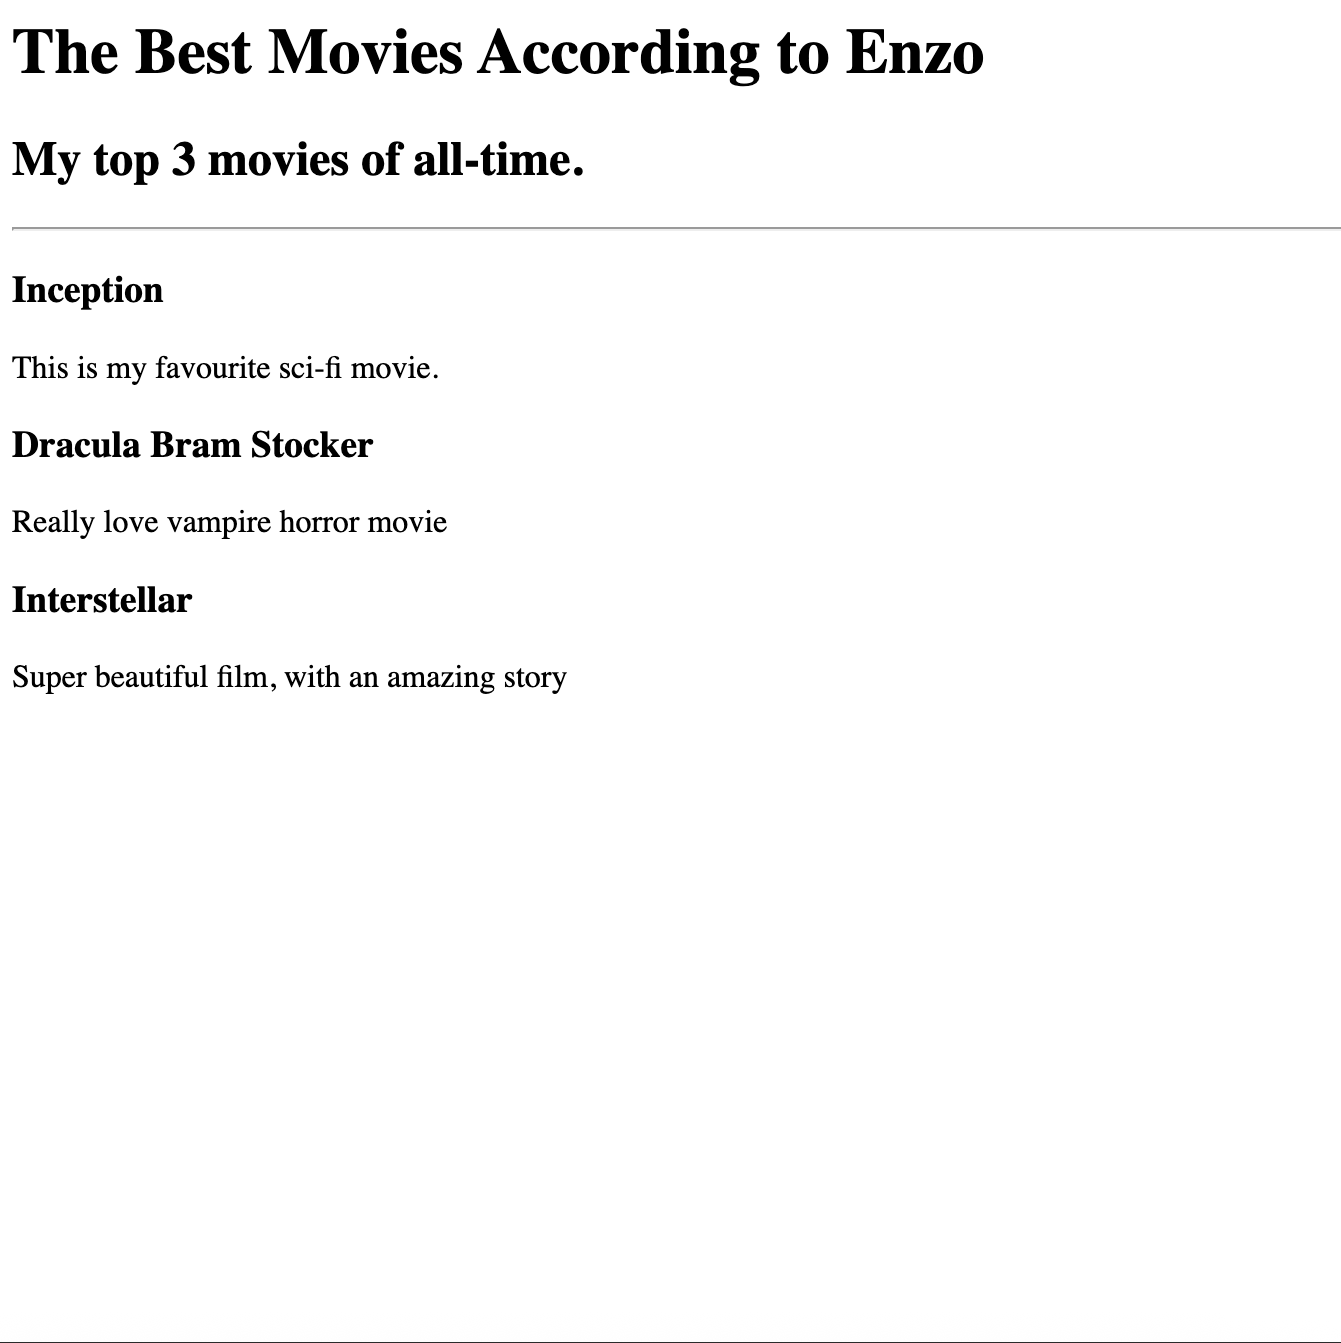 The Best Movies According to Enzo
My top 3 movies of all-time.
Inception
This is my favourite sci-fi movie.
Dracula Bram Stocker
Really love vampire horror movie
Interstellar
Super beautiful film, with an amazing story